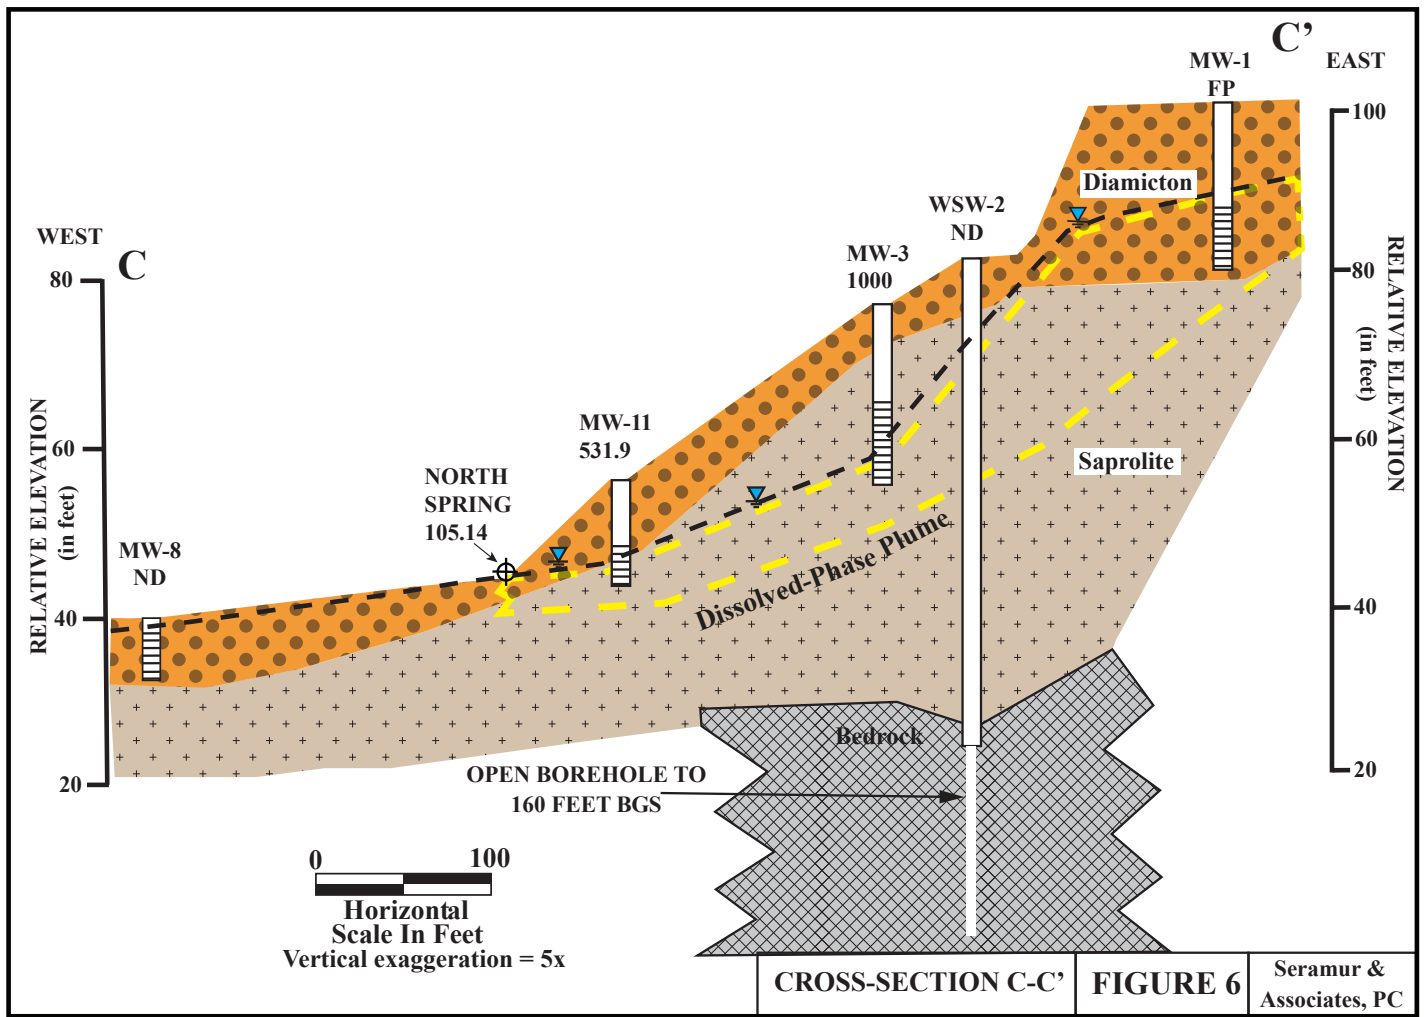 C’
MW-1
FP
EAST
100
Diamicton
WSW-2
ND
WEST
C
MW-3
1000
80
80
RELATIVE ELEVATION
(in feet)
MW-11
531.9
60
60
Saprolite
NORTH
SPRING
105.14
RELATIVE ELEVATION
(in feet)
MW-8
ND
Dissolved-Phase Plume
40
40
Bedrock
20
20
OPEN BOREHOLE TO
160 FEET BGS
0 100
Horizontal
Scale In Feet
Vertical exaggeration = 5x
CROSS-SECTION C-C’
FIGURE 6
Seramur &
Associates, PC